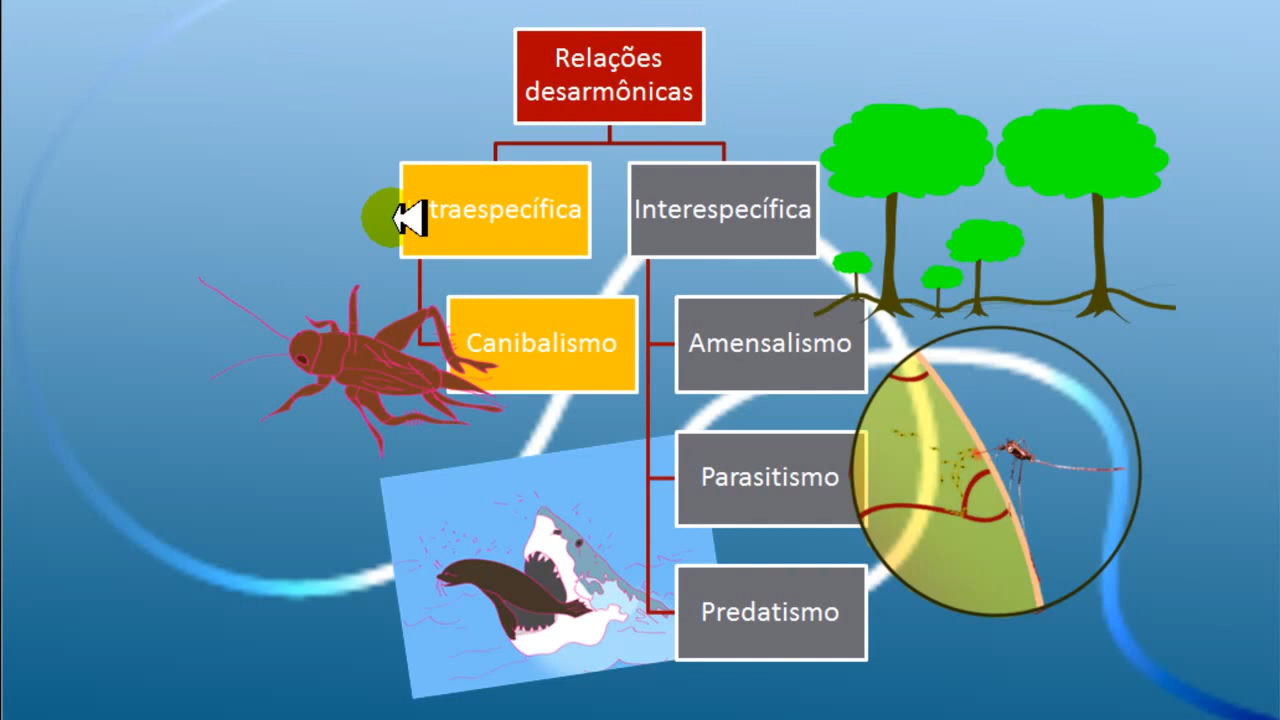 Relações
desarmônicas
traespecífica
Interespecífica
Canibalismo
Amensalismo
Parasitismo
Predatismo